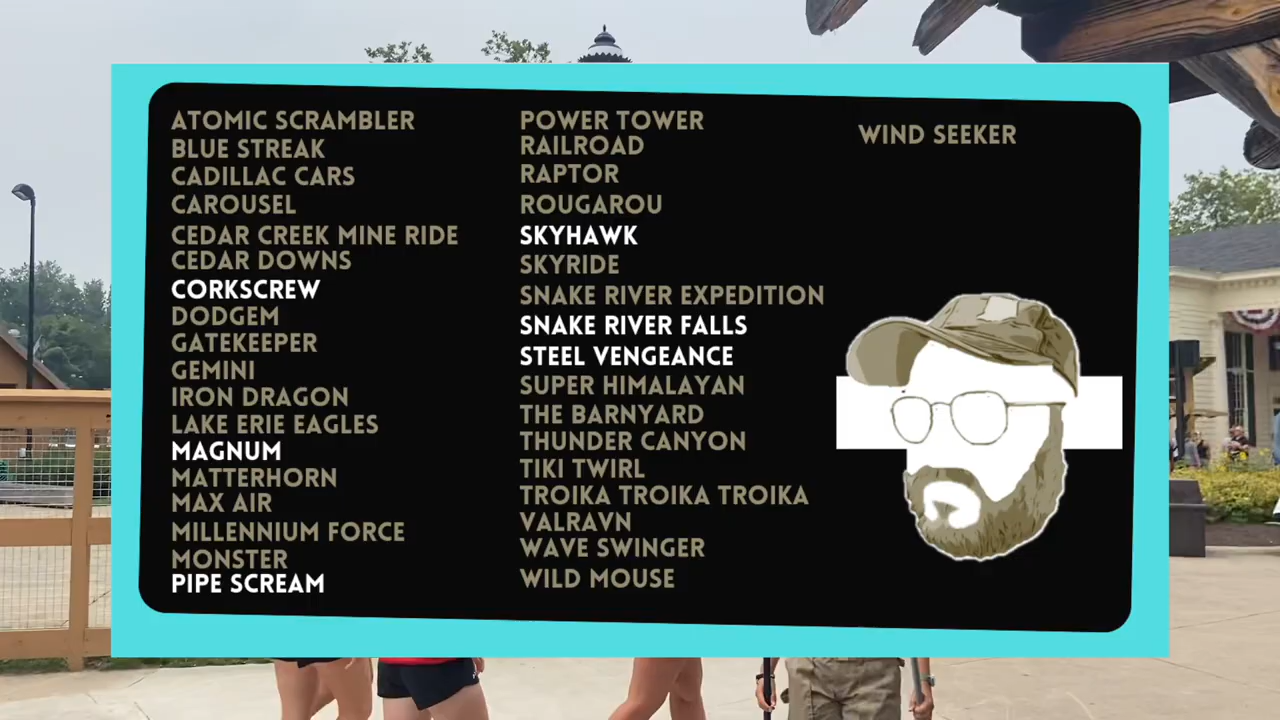 ATOMIC SCRAMBLER
BLUE STREAK
CADILLAC CARS
CAROUSEL
CEDAR CREEK MINE RIDE
CEDAR DOWNS
CORKSCREW
DODGEM
GATEKEEPER
GEMINI
IRON DRAGON
LAKE ERIE EAGLES
MAGNUM
MATTERHORN
MAX AIR
MILLENNIUM FORCE
MONSTER
PIPE SCREAM
POWER TOWER
RAILROAD
RAPTOR
ROUGAROU
SKYHAWK
SKYRIDE
SNAKE RIVER EXPEDITION
SNAKE RIVER FALLS
STEEL VENGEANCE
SUPER HIMALAYAN
THE BARNYARD
THUNDER CANYON
TIKI TWIRL
TROIKA TROIKA TROIKA
VALRAVN
WAVE SWINGER
WILD MOUSE
WIND SEEKER